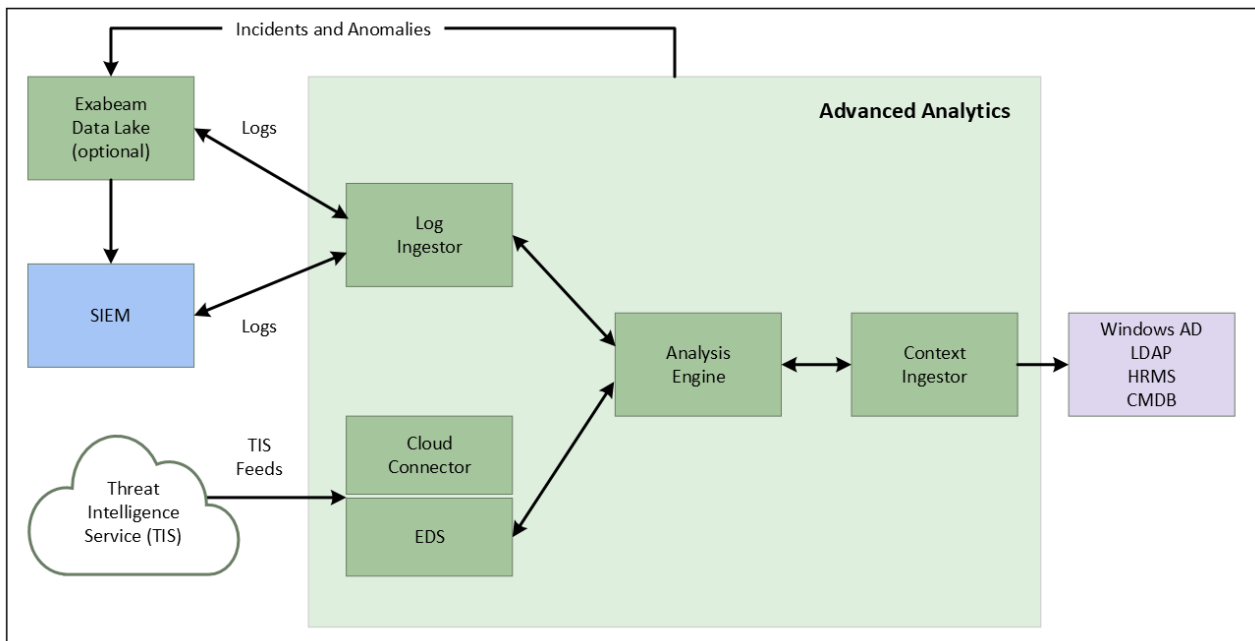 Incidents and Anomalies
Exabeam
Data Lake
(optional)
Logs
Advanced Analytics
Log
Ingestor
SIEM
Logs
Analysis
Engine
Context
Ingestor
Windows AD
LDAP
HRMS
CMDB
Threat
Intelligence
Service (TIS)
TIS
Feeds
Cloud
Connector
EDS